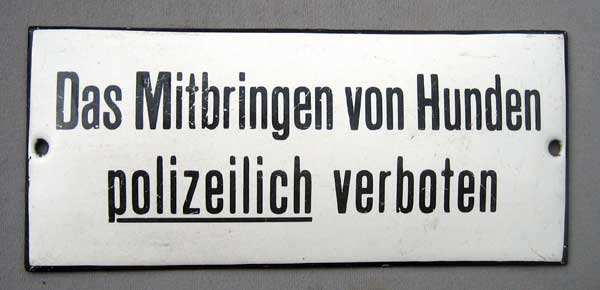 Das Mitbringen von Hunden
polizeilich verboten